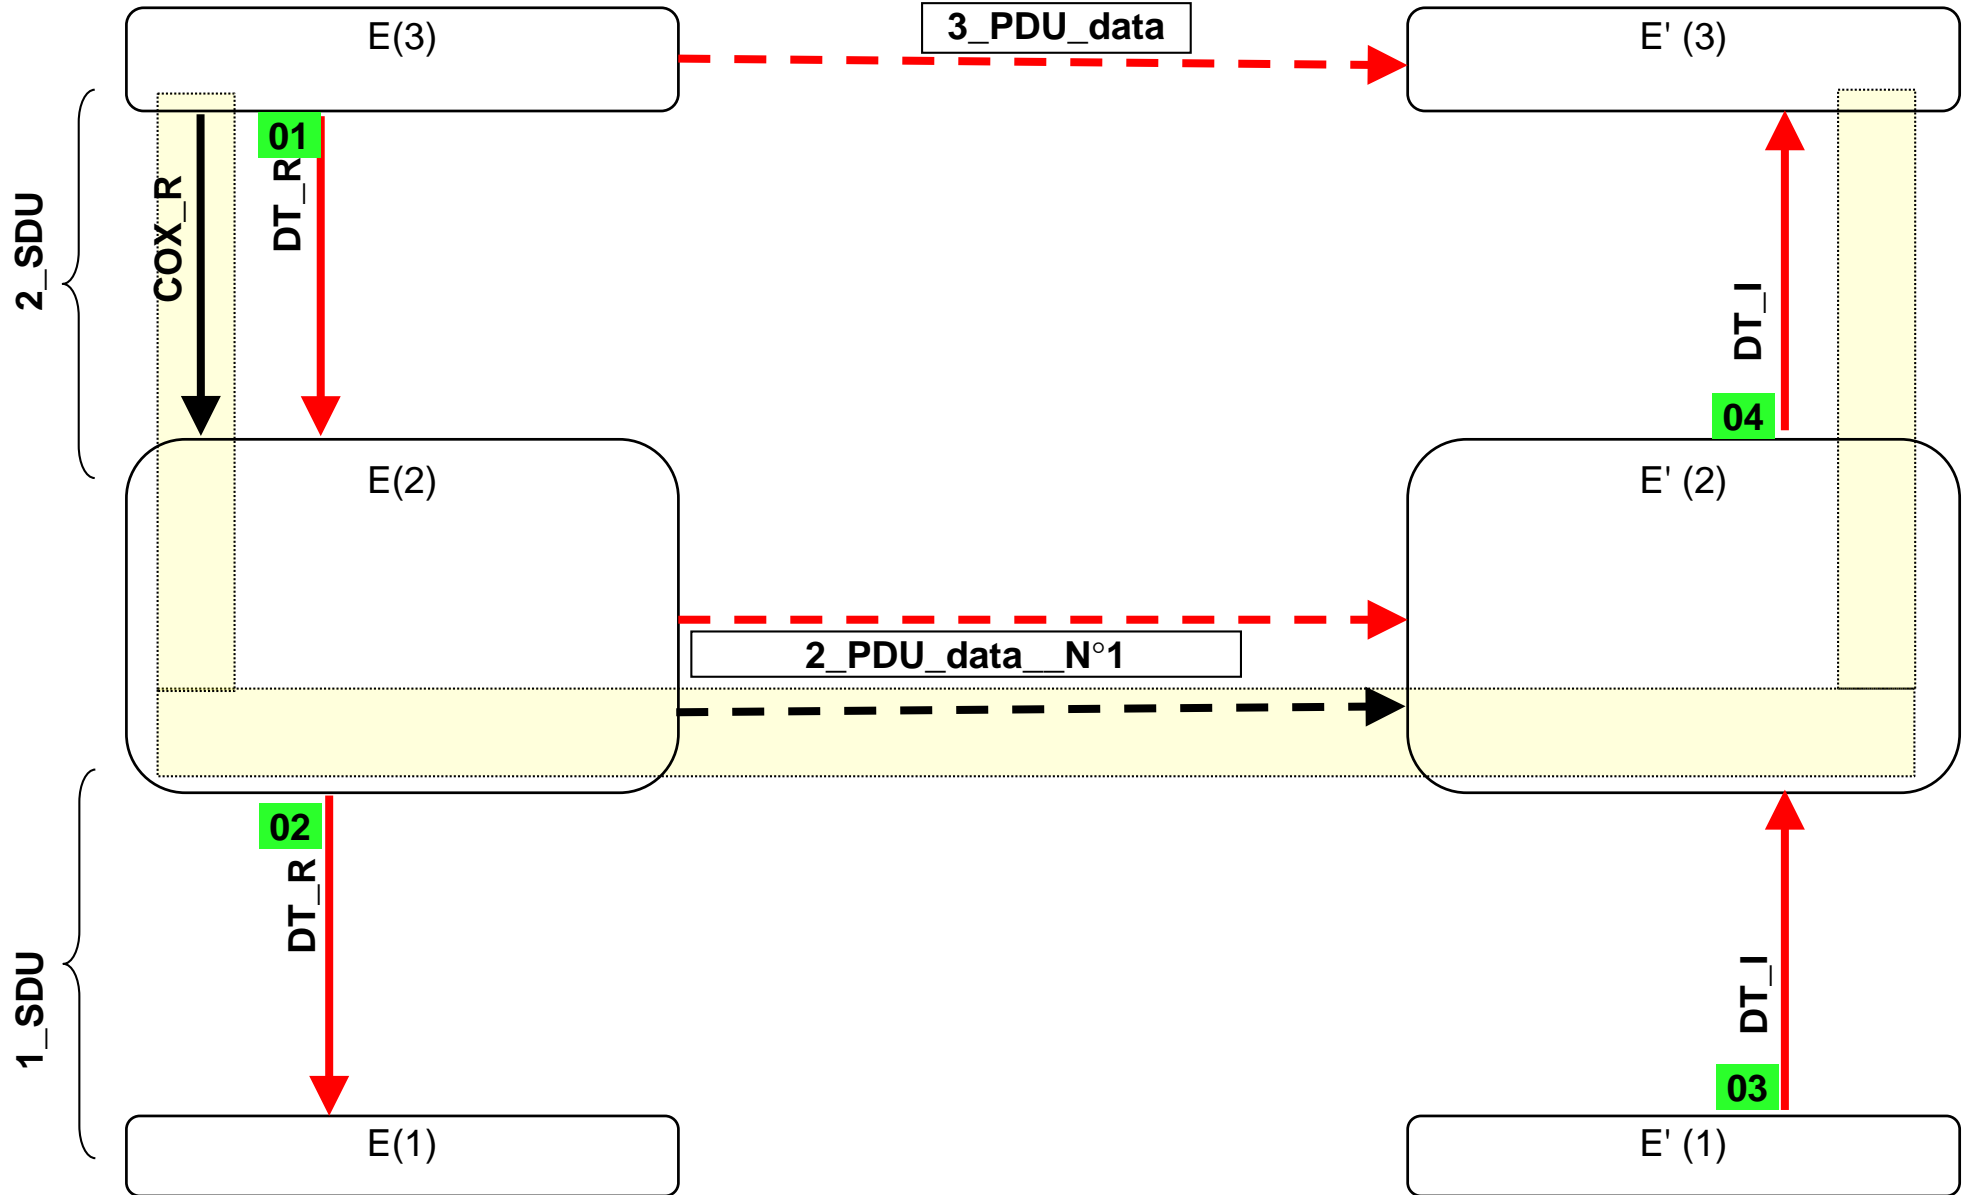 E(3)
3_PDU_data
E' (3)
01
COX_R
DT_R
2_SDU
DT_I
04
E(2)
E' (2)
2_PDU_data__N°1
02
DT_R
1_SDU
DT_I
03
E(1)
E' (1)